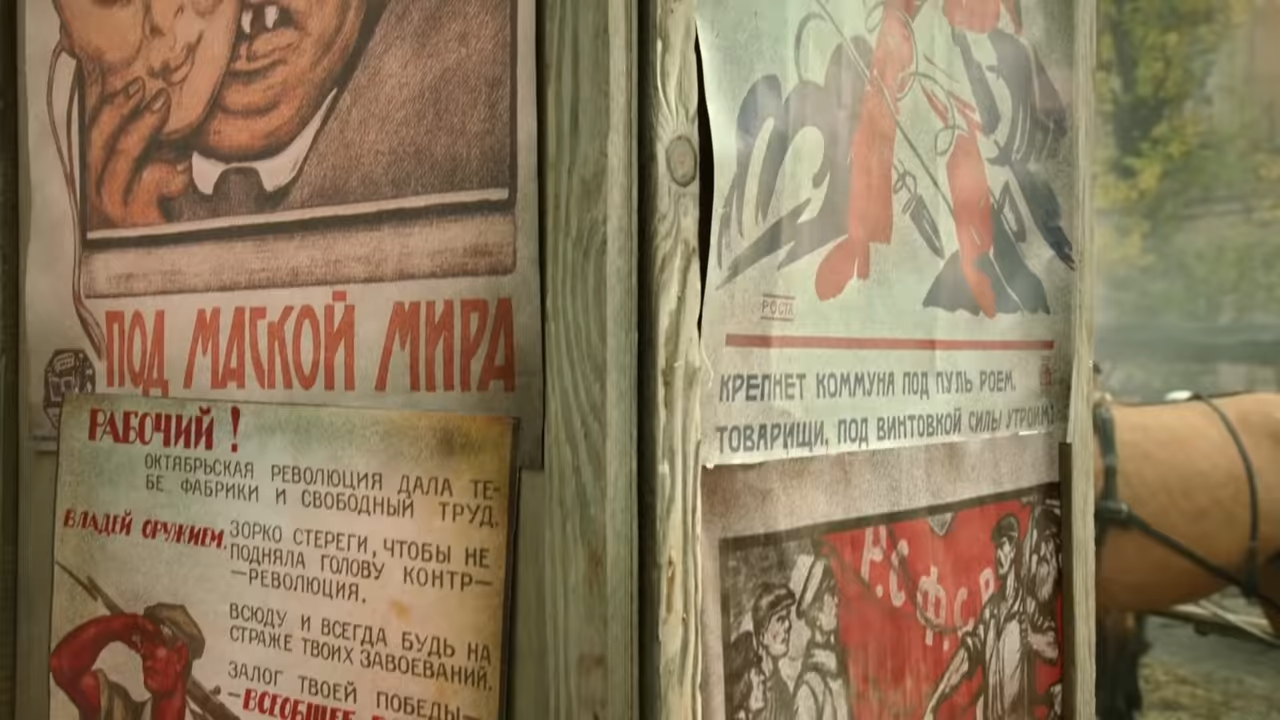 ПОД МАСКОЙ МИРА
РАБОЧИЙ!
ОКТЯБРЬСКАЯ РЕВОЛЮЦИЯ ДАЛА ТЕ-
БЕ ФАБРИКИ И СВОБОДНЫЙ ТРУД.
ВЛАДЕЙ ОРУЖИЕМ.
ЗОРКО СТЕРЕГИ, ЧТОБЫ НЕ
ПОДНЯЛА ГОЛОВУ КОНТР—
—РЕВОЛЮЦИЯ.
ВСЮДУ И ВСЕГДА БУДЬ НА
СТРАЖЕ ТВОИХ ЗАВОЕВАНИЙ.
ЗАЛОГ ТВОЕЙ ПОБЕДЫ—
—ВСЕОБЩЕЕ
РОСТА
КРЕПНЕТ КОММУНА ПОД ПУЛЬ РОЕМ.
ТОВАРИЩИ, ПОД ВИНТОВКОЙ СИЛЫ УТРОИМ!
Р.С.Ф.С.Р